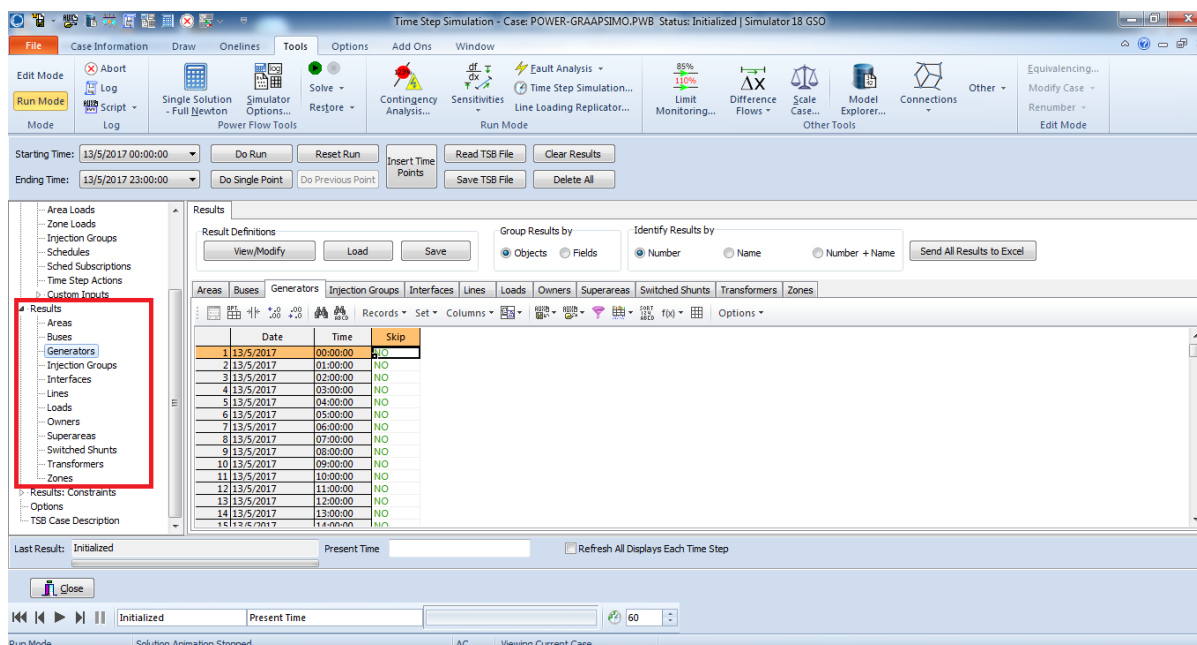 Time Step Simulation - Case: POWER-GRAAPSIMO.PWB Status: Initialized | Simulator 18 GSO
File Case Information Draw Onelines Tools Options Add Ons Window
Edit Mode
Run Mode
Mode
Abort
Log
Script
Log
Single Solution - Full Newton
Simulator Options...
Solve
Restore
Power Flow Tools
Contingency Analysis...
Sensitivities
Fault Analysis
Time Step Simulation...
Line Loading Replicator...
Run Mode
85%
110%
Limit Monitoring...
Difference Flows
Scale Case...
Model Explorer...
Connections
Other
Other Tools
Equivalencing...
Modify Case
Renumber
Edit Mode
Starting Time: 13/5/2017 00:00:00 Do Run Reset Run Insert Time Points Read TSB File Clear Results
Ending Time: 13/5/2017 23:00:00 Do Single Point Do Previous Point Save TSB File Delete All
Area Loads
Zone Loads
Injection Groups
Schedules
Sched Subscriptions
Time Step Actions
Custom Inputs
Results
Areas
Buses
Generators
Injection Groups
Interfaces
Lines
Loads
Owners
Superareas
Switched Shunts
Transformers
Zones
Results: Constraints
Options
TSB Case Description
Results
Result Definitions
View/Modify Load Save
Group Results by
Objects Fields
Identify Results by
Number Name Number + Name
Send All Results to Excel
Areas Buses Generators Injection Groups Interfaces Lines Loads Owners Superareas Switched Shunts Transformers Zones
Records Set Columns f(x) Options
Date Time Skip
1 13/5/2017 00:00:00 NO
2 13/5/2017 01:00:00 NO
3 13/5/2017 02:00:00 NO
4 13/5/2017 03:00:00 NO
5 13/5/2017 04:00:00 NO
6 13/5/2017 05:00:00 NO
7 13/5/2017 06:00:00 NO
8 13/5/2017 07:00:00 NO
9 13/5/2017 08:00:00 NO
10 13/5/2017 09:00:00 NO
11 13/5/2017 10:00:00 NO
12 13/5/2017 11:00:00 NO
13 13/5/2017 12:00:00 NO
14 13/5/2017 13:00:00 NO
15 13/5/2017 14:00:00 NO
Last Result: Initialized Present Time Refresh All Displays Each Time Step
Close
Initialized Present Time 60
Run Mode Solution Animation Stopped AC Viewing Current Case